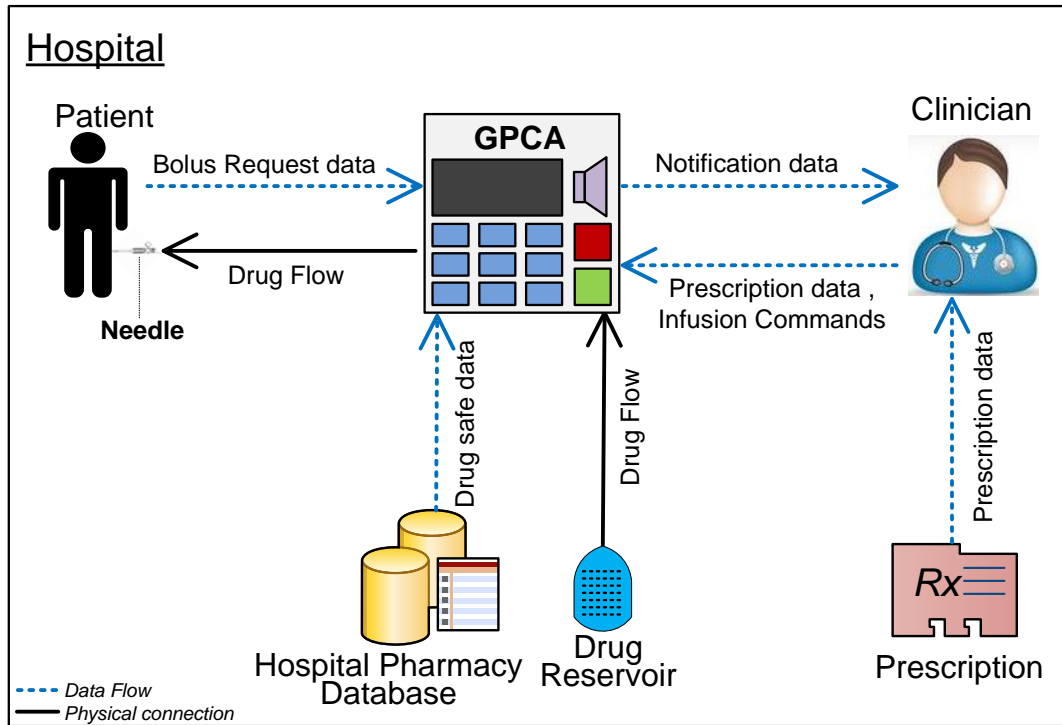 Hospital
Patient
GPCA
Clinician
Bolus Request data
Notification data
Drug Flow
Prescription data ,
Infusion Commands
Needle
Drug safe data
Drug Flow
Prescription data
Rx
Hospital Pharmacy
Database
Drug
Reservoir
Prescription
Data Flow
Physical connection